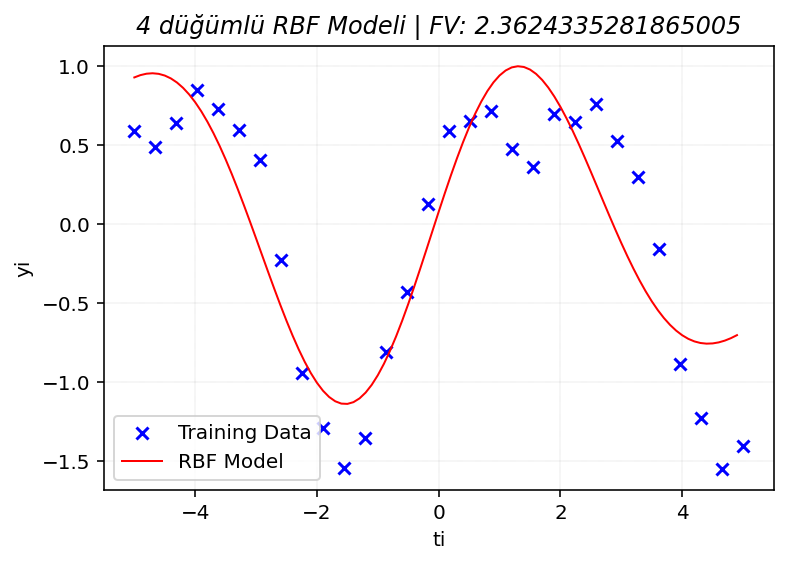 4 düğümlü RBF Modeli | FV: 2.3624335281865005
1.0
0.5
0.0
−0.5
−1.0
−1.5
yi
Training Data
RBF Model
−4
−2
0
2
4
ti